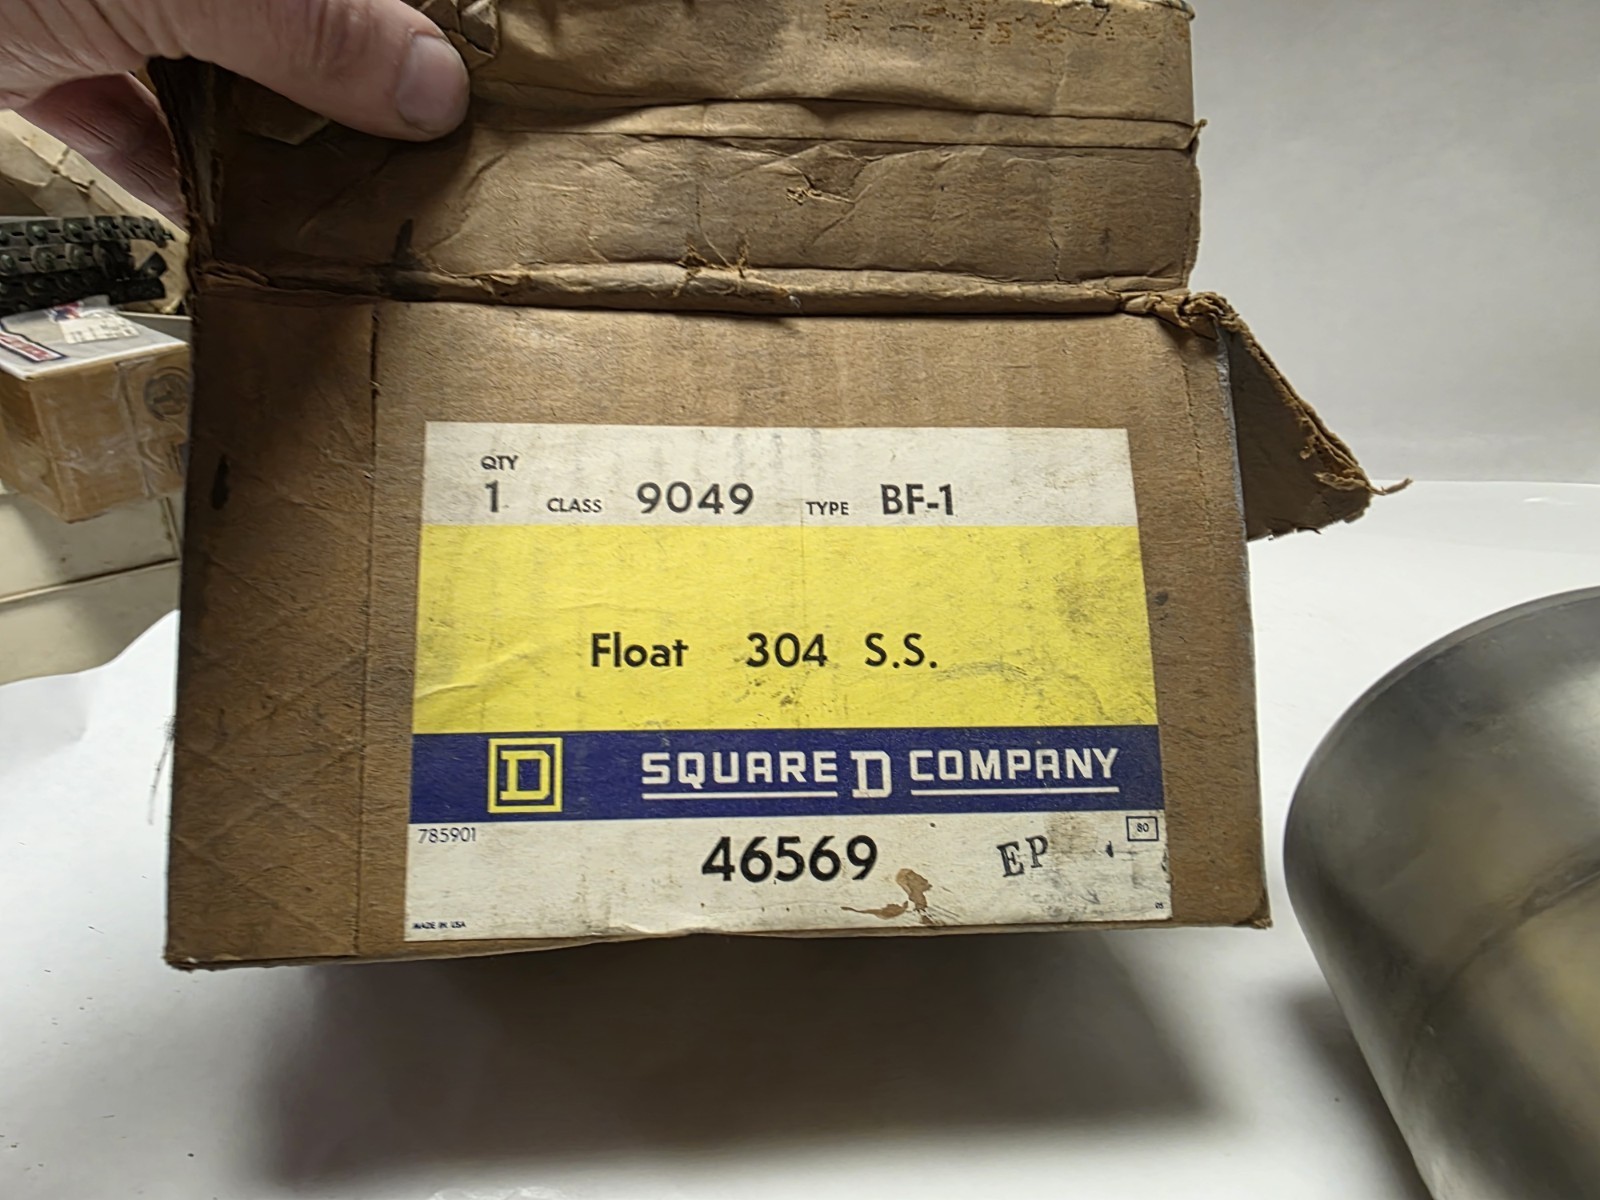 QTY
1 CLASS 9049 TYPE BF-1
Float 304 S.S.
D SQUARE D COMPANY
785901
46569
EP
80
MADE IN USA